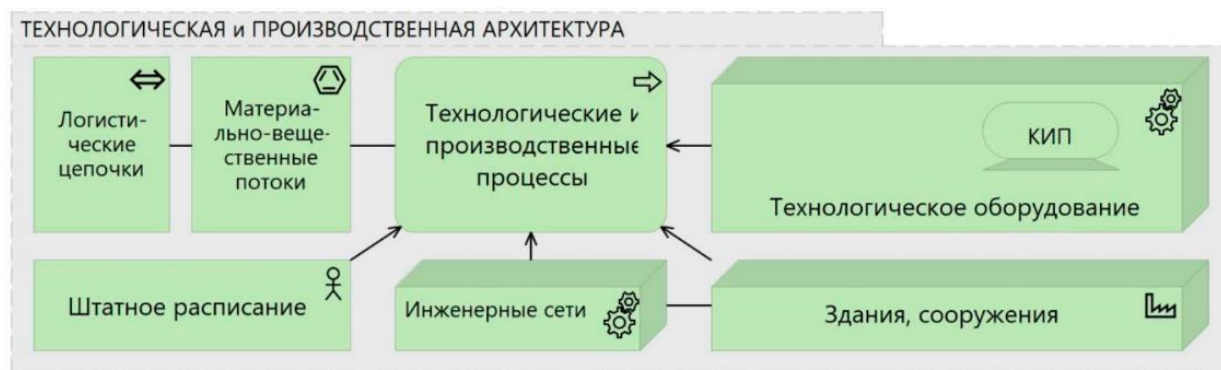 ТЕХНОЛОГИЧЕСКАЯ и ПРОИЗВОДСТВЕННАЯ АРХИТЕКТУРА
Логисти-
ческие
цепочки
Материа-
льно-веще-
ственные
потоки
Технологические и
производственные
процессы
КИП
Технологическое оборудование
Штатное расписание
Инженерные сети
Здания, сооружения